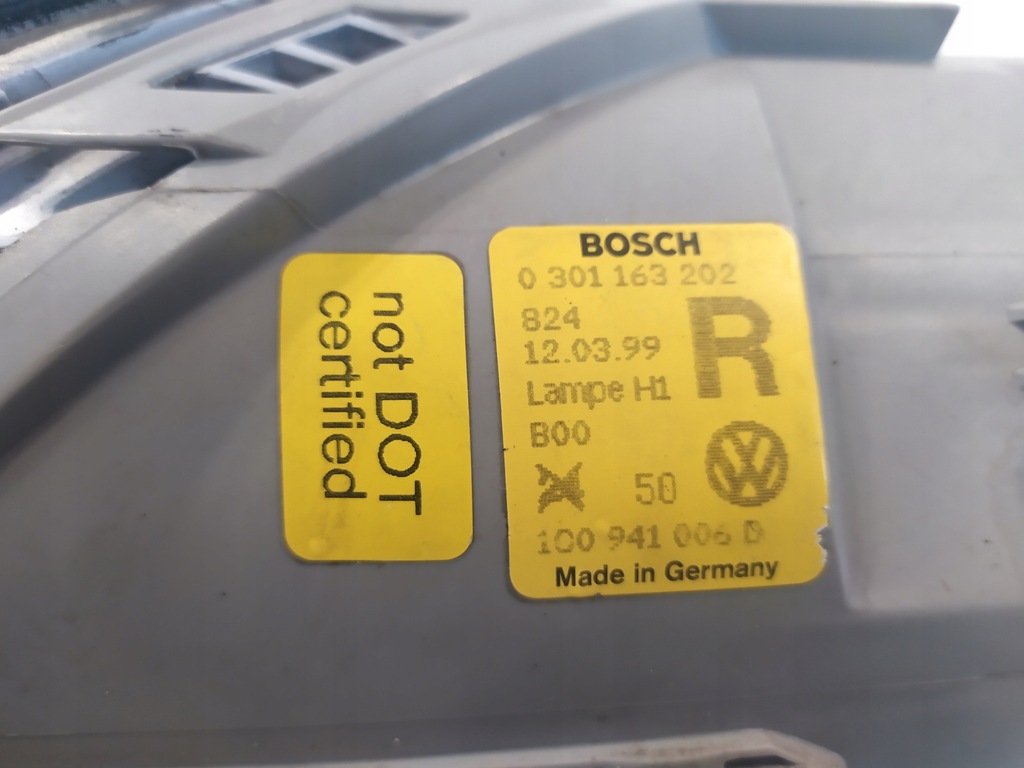 not DOT
certified
BOSCH
0 301 163 202
R
824
12.03.99
Lampe H1
B00
50
1C0 941 006 D
Made in Germany